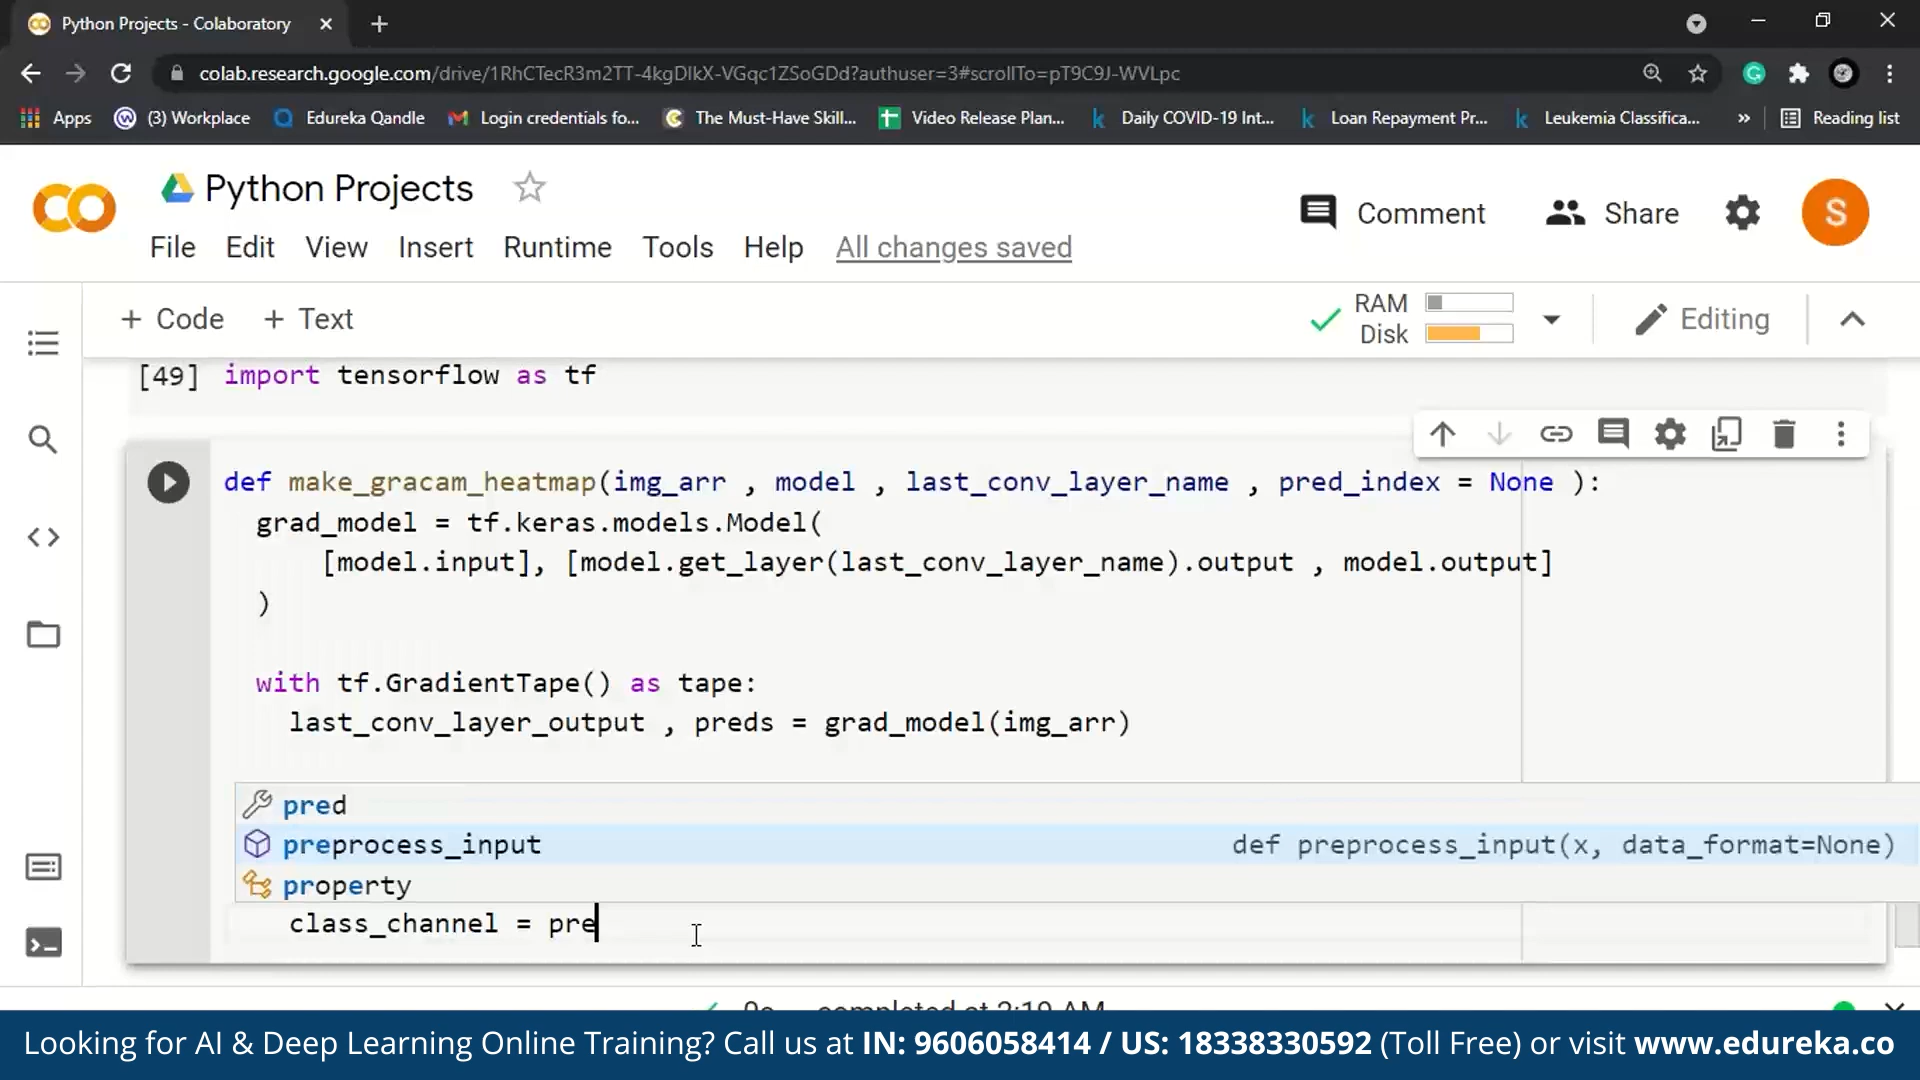 Python Projects - Colaboratory
colab.research.google.com/drive/1RhCTecR3m2TT-4kgDIkX-VGqc1ZSoGDd?authuser=3#scrollTo=pT9C9J-WVLpc
Apps (3) Workplace Edureka Qandle Login credentials fo... The Must-Have Skill... Video Release Plan... Daily COVID-19 Int... Loan Repayment Pr... Leukemia Classifica... » Reading list
Python Projects
Comment Share S
File Edit View Insert Runtime Tools Help All changes saved
+ Code + Text RAM Disk Editing
[49] import tensorflow as tf
def make_gracam_heatmap(img_arr , model , last_conv_layer_name , pred_index = None ):
grad_model = tf.keras.models.Model(
[model.input], [model.get_layer(last_conv_layer_name).output , model.output]
)
with tf.GradientTape() as tape:
last_conv_layer_output , preds = grad_model(img_arr)
pred
preprocess_input def preprocess_input(x, data_format=None)
property
class_channel = pre
0s completed at 2:19 AM
Looking for AI & Deep Learning Online Training? Call us at IN: 9606058414 / US: 18338330592 (Toll Free) or visit www.edureka.co